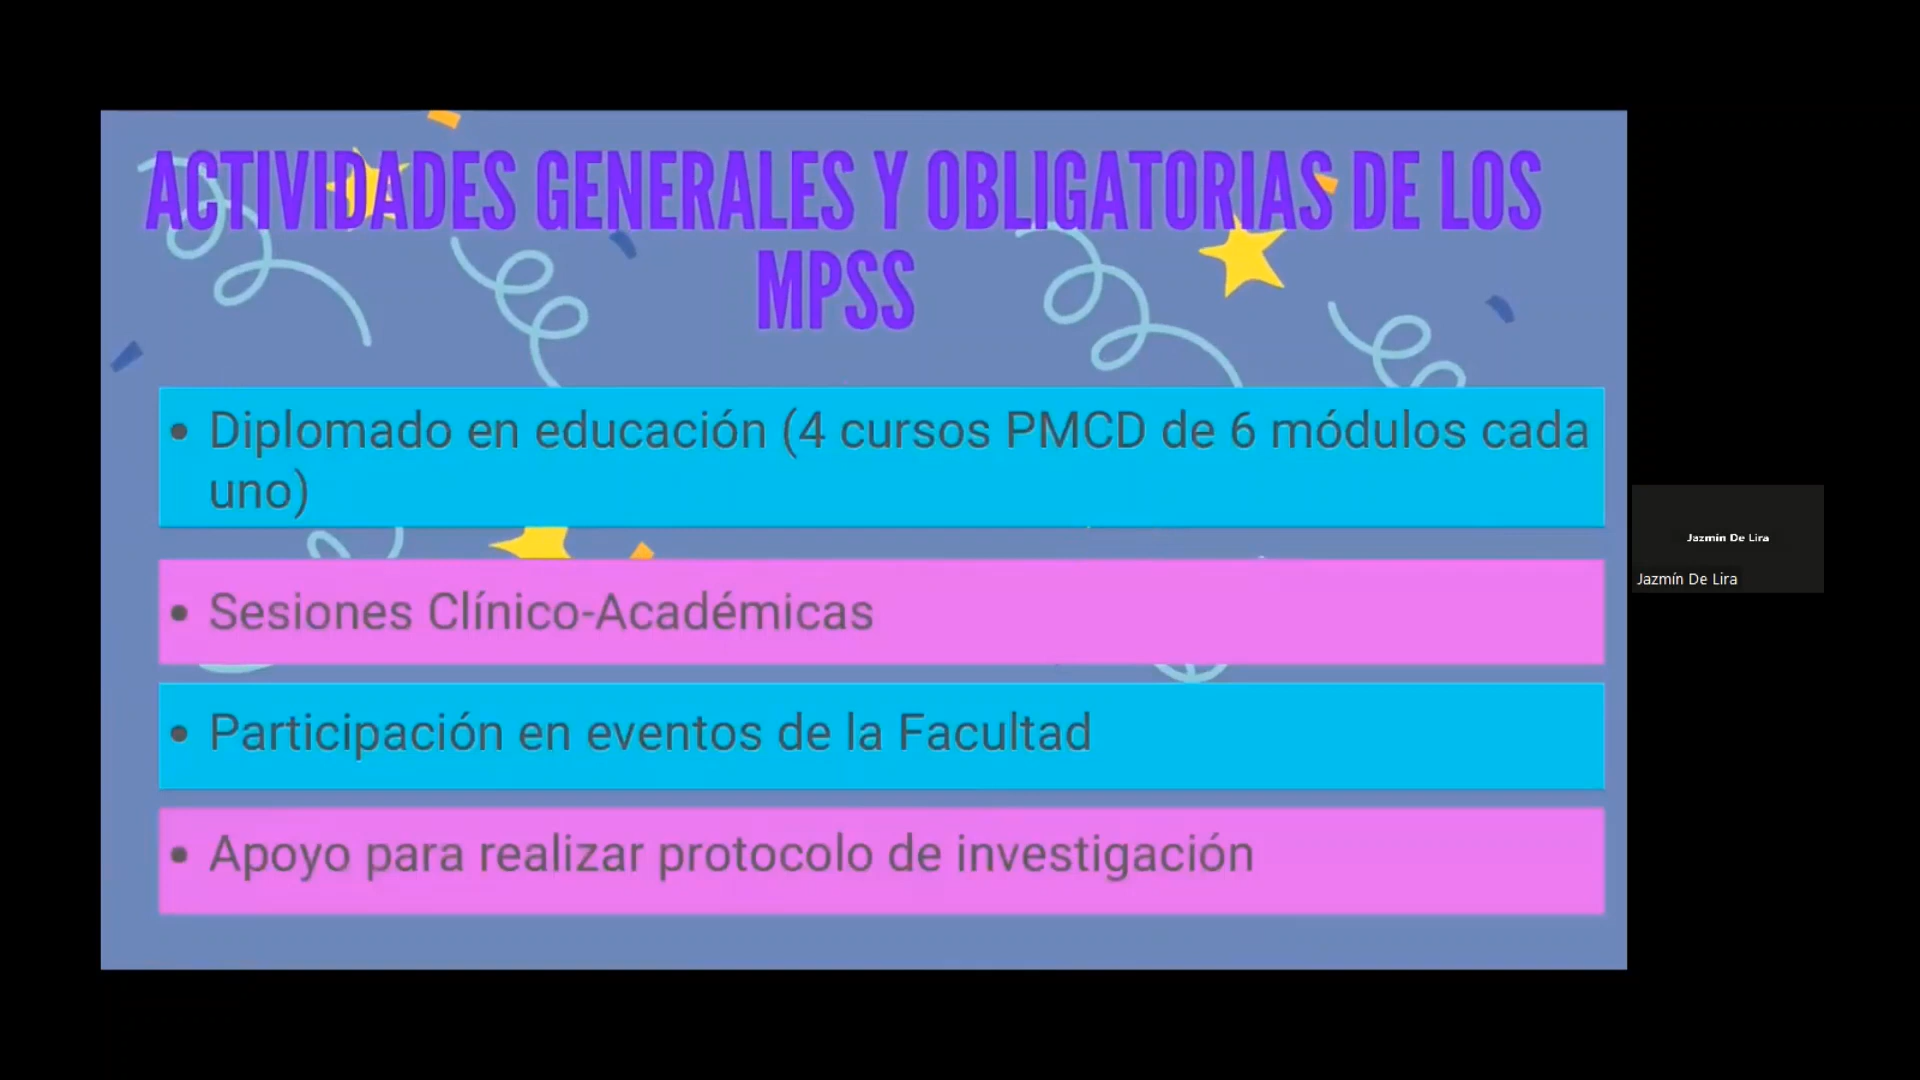 ACTIVIDADES GENERALES Y OBLIGATORIAS DE LOS
MPSS
• Diplomado en educación (4 cursos PMCD de 6 módulos cada
uno)
• Sesiones Clínico-Académicas
• Participación en eventos de la Facultad
• Apoyo para realizar protocolo de investigación
Jazmín De Lira
Jazmín De Lira